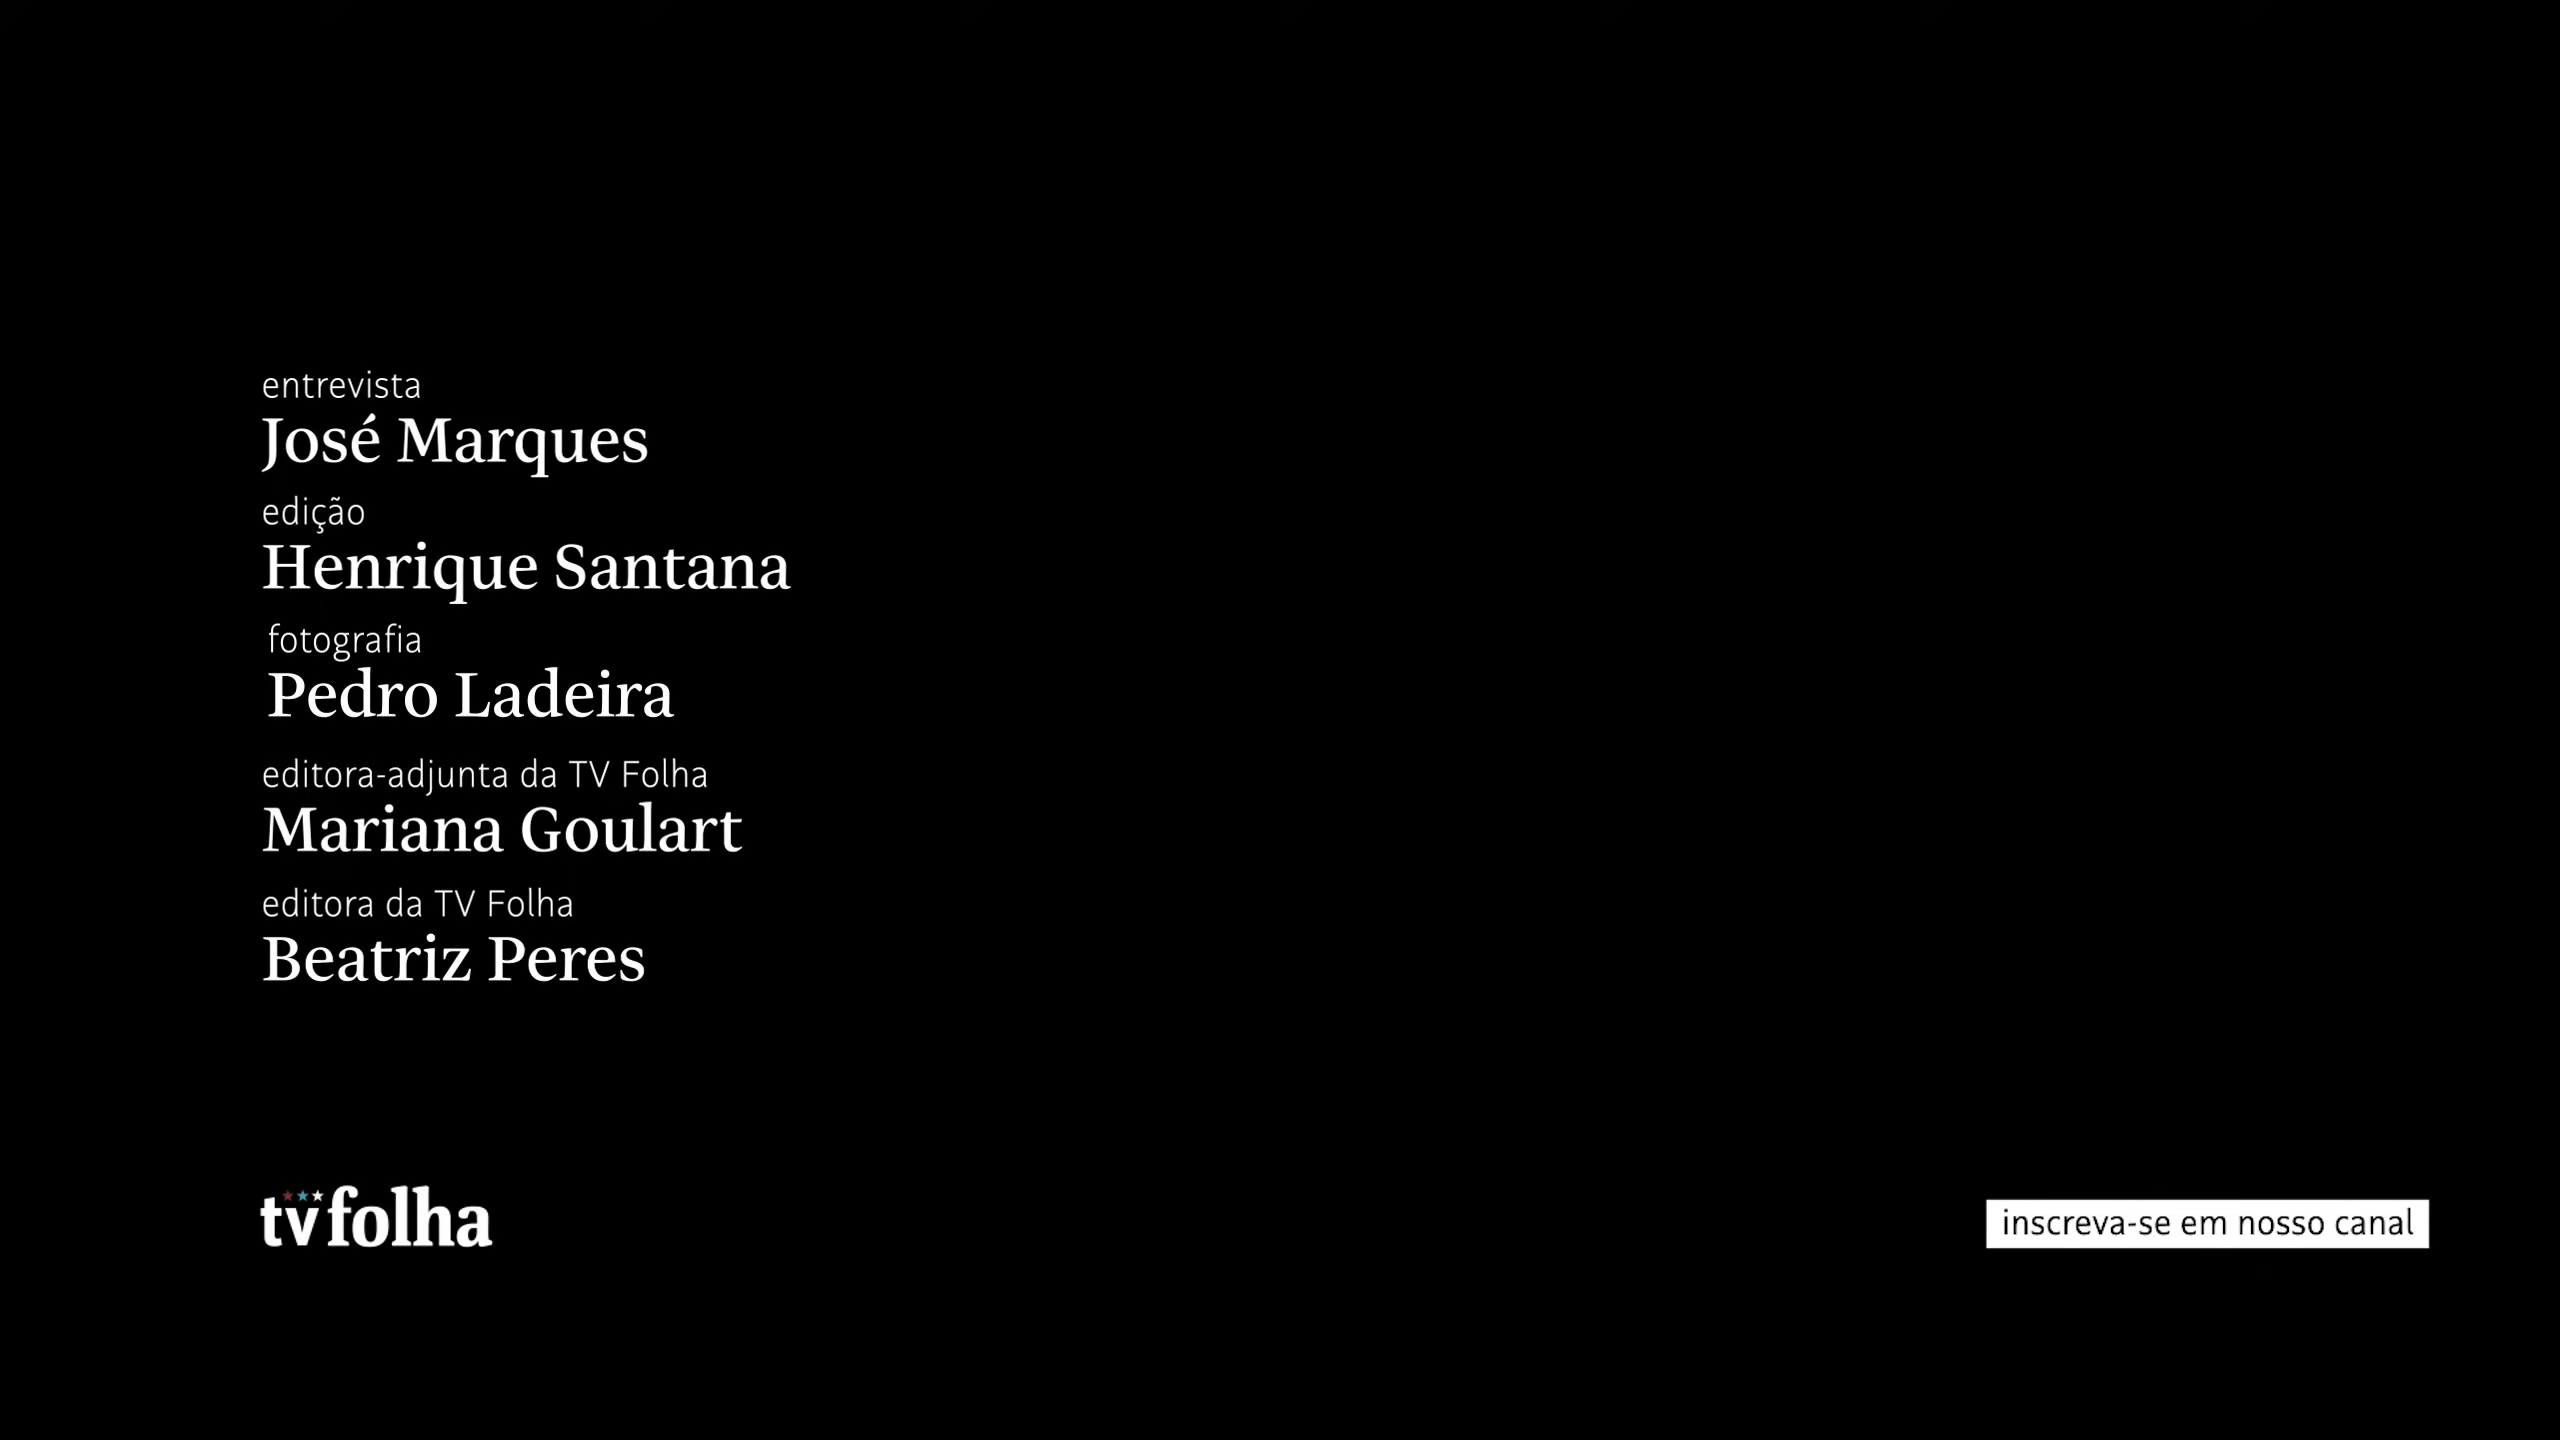 entrevista
José Marques
edição
Henrique Santana
fotografia
Pedro Ladeira
editora-adjunta da TV Folha
Mariana Goulart
editora da TV Folha
Beatriz Peres
tvfolha
inscreva-se em nosso canal